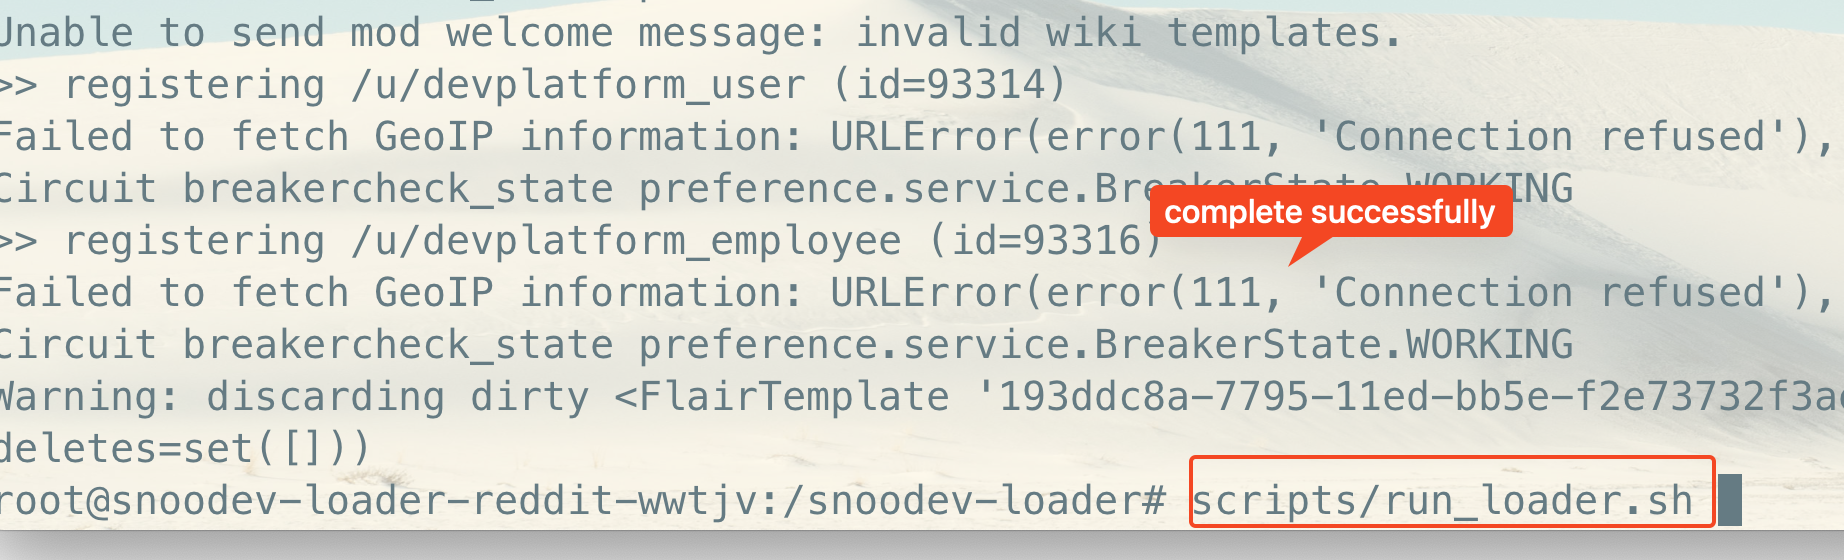 Unable to send mod welcome message: invalid wiki templates.
>> registering /u/devplatform_user (id=93314)
Failed to fetch GeoIP information: URLError(error(111, 'Connection refused'),
Circuit breakercheck_state preference.service.BreakerState.WORKING
complete successfully
>> registering /u/devplatform_employee (id=93316)
Failed to fetch GeoIP information: URLError(error(111, 'Connection refused'),
Circuit breakercheck_state preference.service.BreakerState.WORKING
Warning: discarding dirty <FlairTemplate '193ddc8a-7795-11ed-bb5e-f2e73732f3a
deletes=set([]))
root@snoodev-loader-reddit-wwtjv:/snoodev-loader# scripts/run_loader.sh